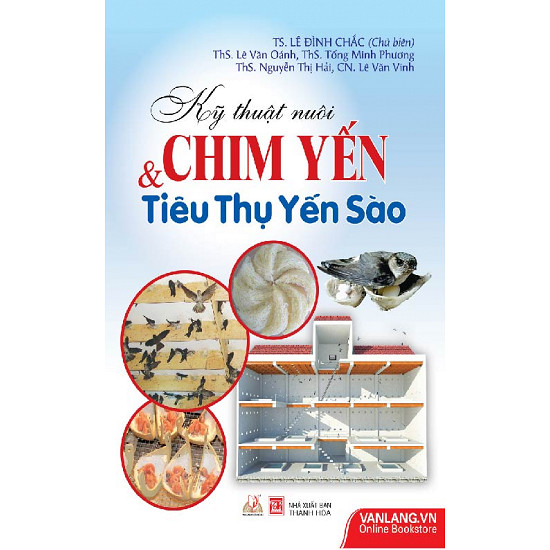 TS. LÊ ĐÌNH CHẮC (Chủ biên)
ThS. Lê Văn Oánh, ThS. Tống Minh Phương
ThS. Nguyễn Thị Hải, CN. Lê Văn Vinh
Kỹ thuật nuôi
CHIM YẾN
& Tiêu Thụ Yến Sào
NHÀ XUẤT BẢN
THANH HÓA
VANLANG.VN
Online Bookstore